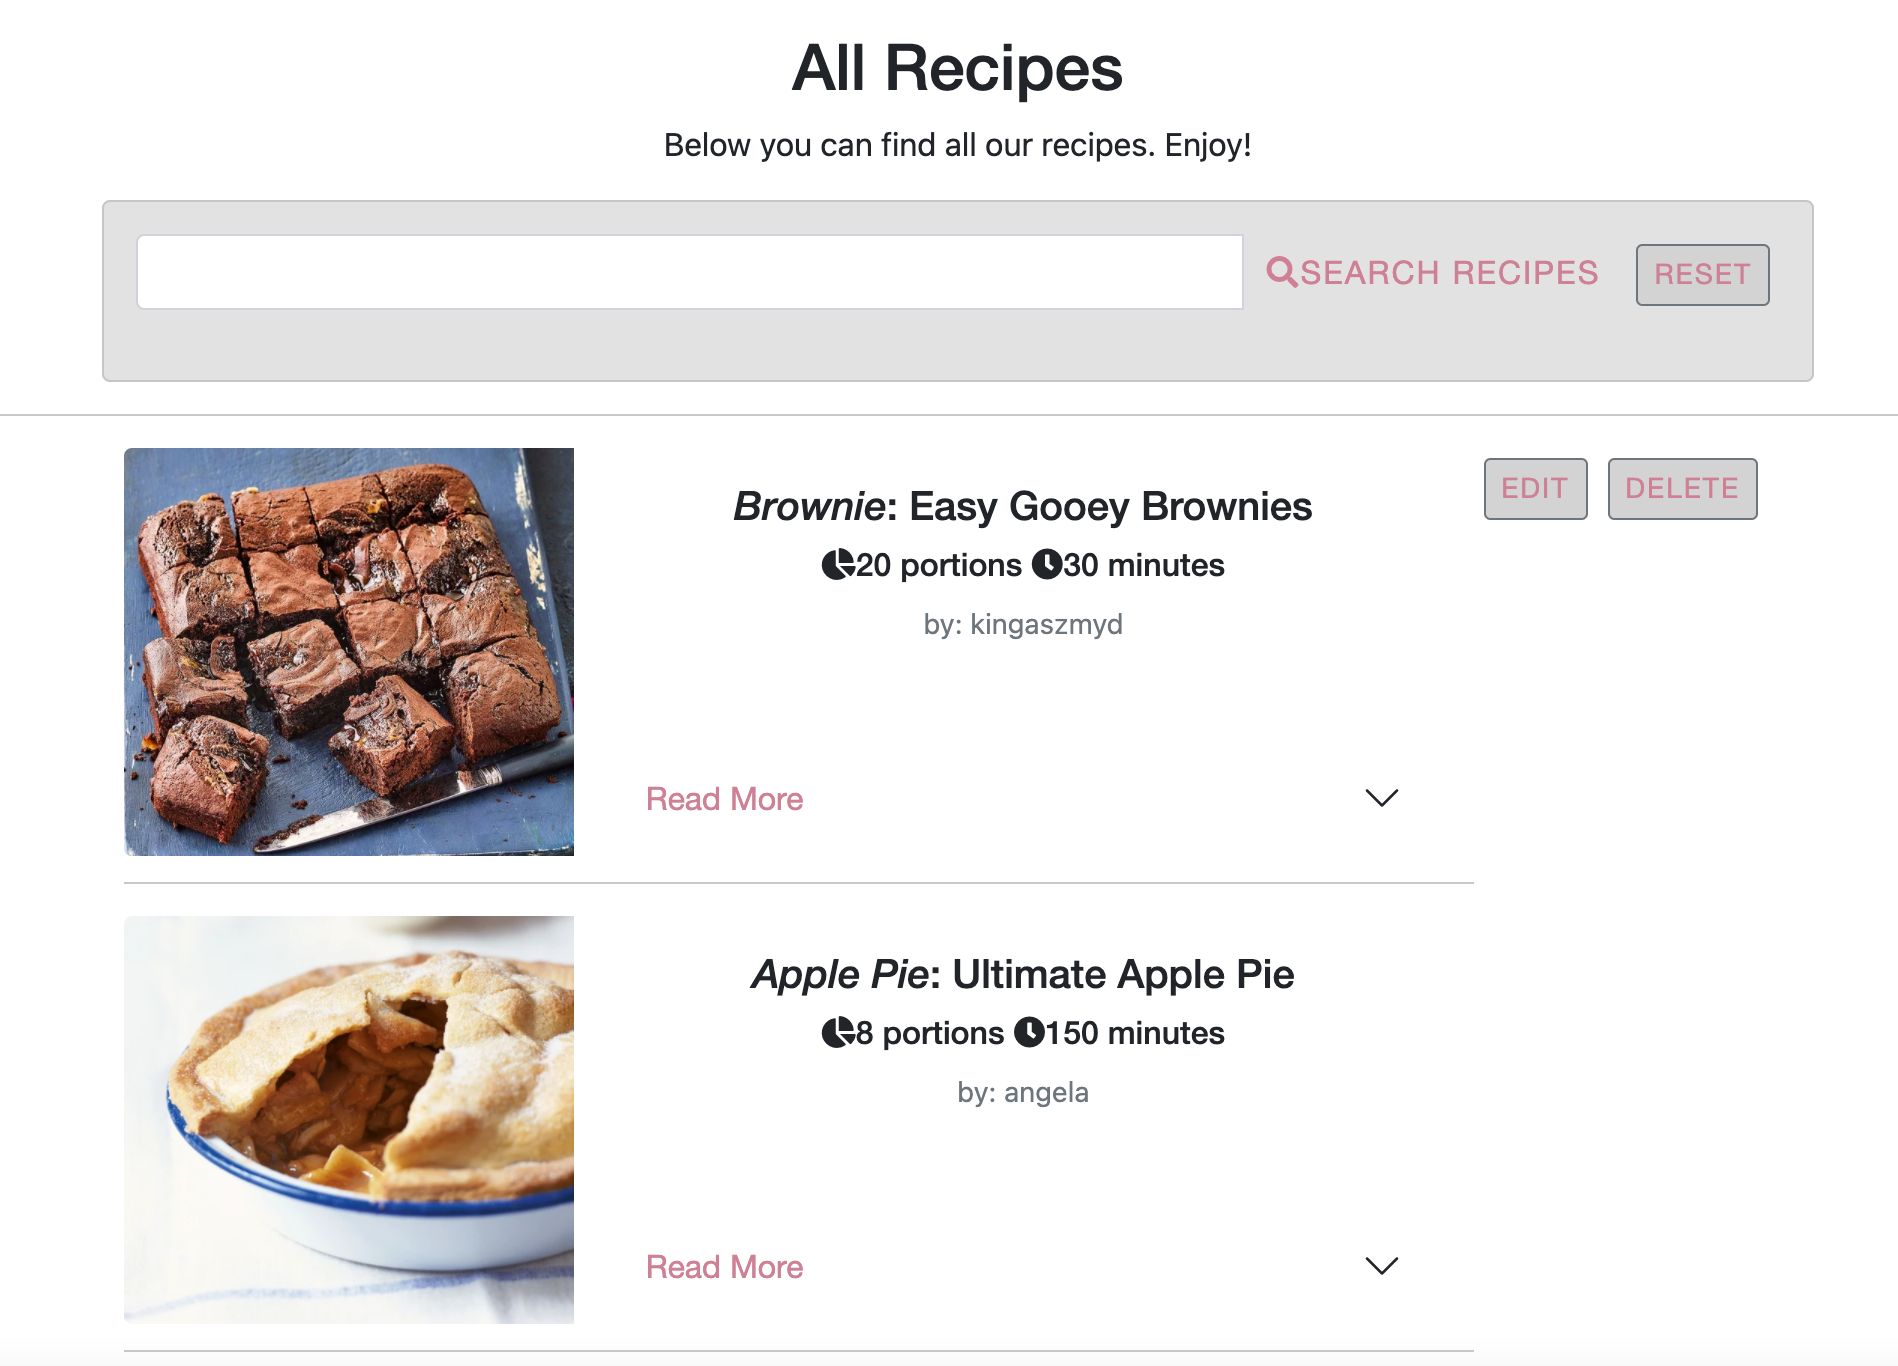 All Recipes
Below you can find all our recipes. Enjoy!
SEARCH RECIPES RESET
Brownie: Easy Gooey Brownies
EDIT DELETE
20 portions 30 minutes
by: kingaszmyd
Read More
Apple Pie: Ultimate Apple Pie
8 portions 150 minutes
by: angela
Read More